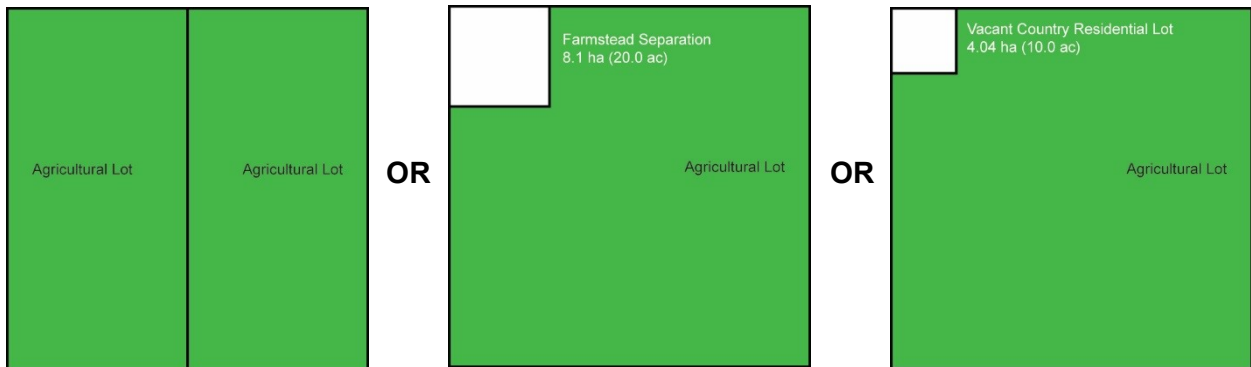 Agricultural Lot
Agricultural Lot
OR
Farmstead Separation
8.1 ha (20.0 ac)
Agricultural Lot
OR
Vacant Country Residential Lot
4.04 ha (10.0 ac)
Agricultural Lot